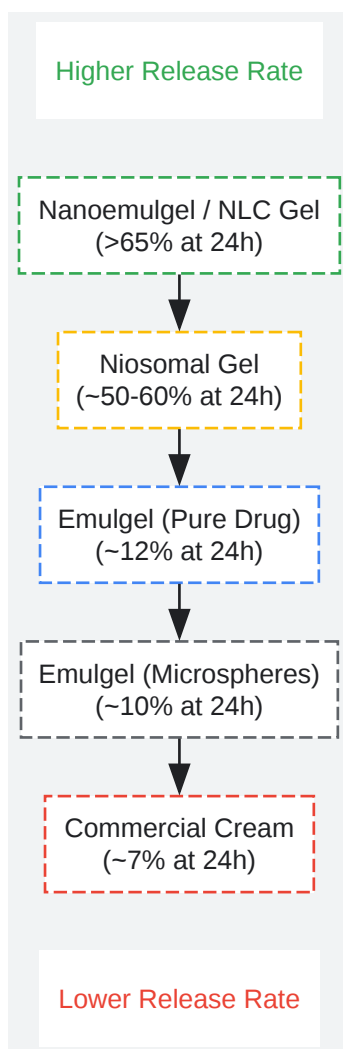 Higher Release Rate
Nanoemulgel / NLC Gel
(>65% at 24h)
Niosomal Gel
(~50-60% at 24h)
Emulgel (Pure Drug)
(~12% at 24h)
Emulgel (Microspheres)
(~10% at 24h)
Commercial Cream
(~7% at 24h)
Lower Release Rate